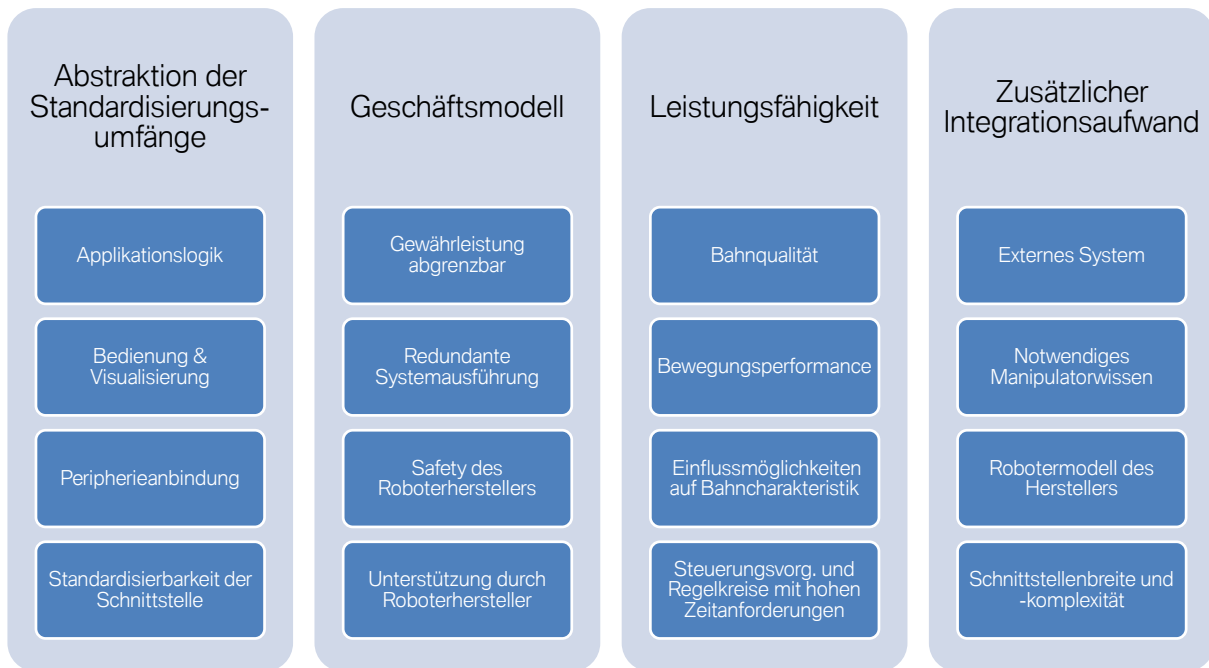 Abstraktion der
Standardisierungs-
umfänge
Applikationslogik
Bedienung &
Visualisierung
Peripherieanbindung
Standardisierbarkeit der
Schnittstelle
Geschäftsmodell
Gewährleistung
abgrenzbar
Redundante
Systemausführung
Safety des
Roboterherstellers
Unterstützung durch
Roboterhersteller
Leistungsfähigkeit
Bahnqualität
Bewegungsperformance
Einflussmöglichkeiten
auf Bahncharakteristik
Steuerungsvorg. und
Regelkreise mit hohen
Zeitanforderungen
Zusätzlicher
Integrationsaufwand
Externes System
Notwendiges
Manipulatorwissen
Robotermodell des
Herstellers
Schnittstellenbreite und
-komplexität